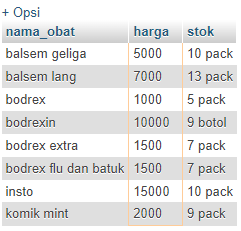 + Opsi
nama_obat harga stok
balsem geliga 5000 10 pack
balsem lang 7000 13 pack
bodrex 1000 5 pack
bodrexin 10000 9 botol
bodrex extra 1500 7 pack
bodrex flu dan batuk 1500 7 pack
insto 15000 10 pack
komik mint 2000 9 pack